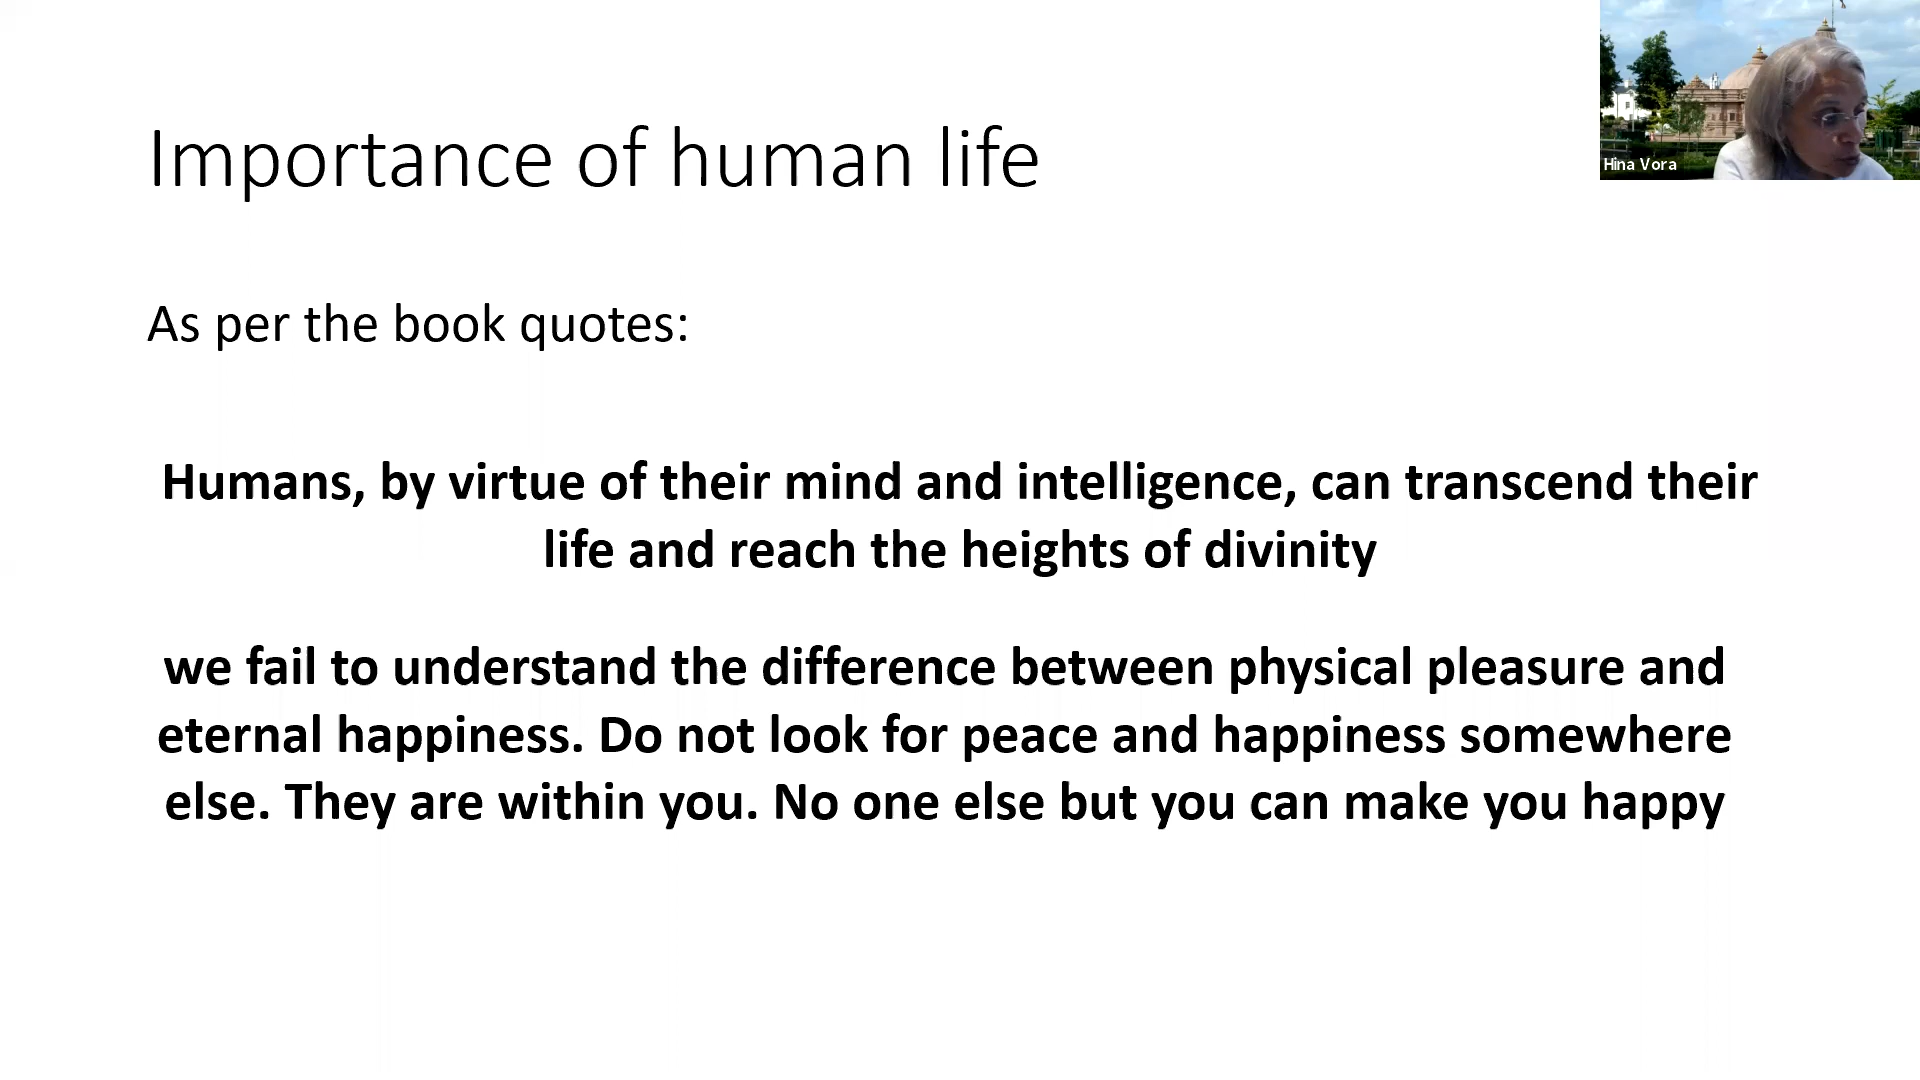 Importance of human life
Hina Vora
As per the book quotes:
Humans, by virtue of their mind and intelligence, can transcend their
life and reach the heights of divinity
we fail to understand the difference between physical pleasure and
eternal happiness. Do not look for peace and happiness somewhere
else. They are within you. No one else but you can make you happy